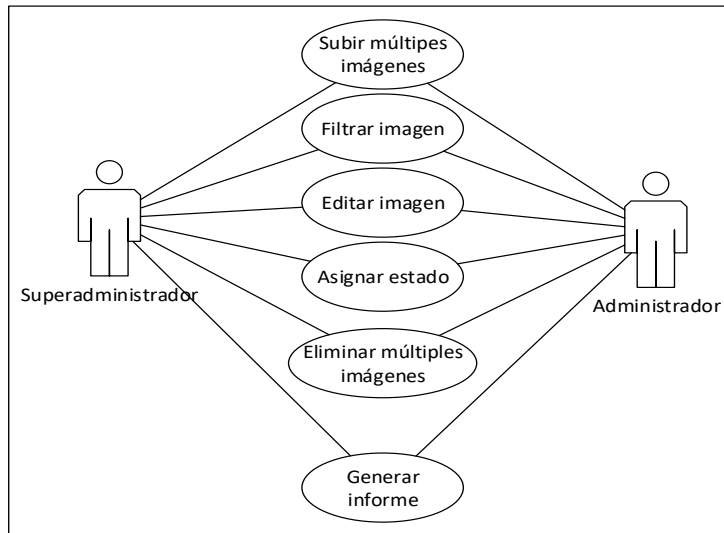 Subir múltipes
imágenes
Filtrar imagen
Editar imagen
Asignar estado
Superadministrador
Administrador
Eliminar múltiples
imágenes
Generar
informe